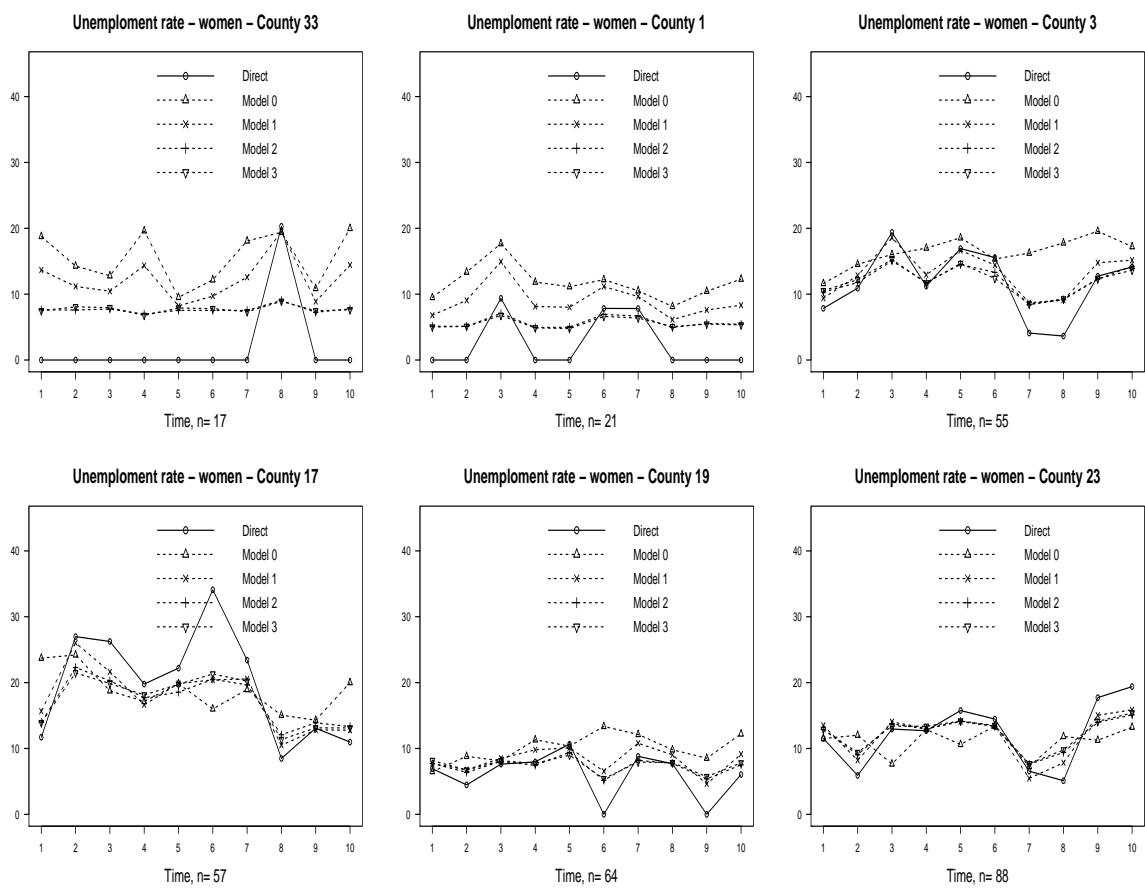 Unemploment rate – women – County 33
Direct
Model 0
Model 1
Model 2
Model 3
40
30
20
10
0
1 2 3 4 5 6 7 8 9 10
Time, n= 17
Unemploment rate – women – County 1
Direct
Model 0
Model 1
Model 2
Model 3
40
30
20
10
0
1 2 3 4 5 6 7 8 9 10
Time, n= 21
Unemploment rate – women – County 3
Direct
Model 0
Model 1
Model 2
Model 3
40
30
20
10
0
1 2 3 4 5 6 7 8 9 10
Time, n= 55
Unemploment rate – women – County 17
Direct
Model 0
Model 1
Model 2
Model 3
40
30
20
10
0
1 2 3 4 5 6 7 8 9 10
Time, n= 57
Unemploment rate – women – County 19
Direct
Model 0
Model 1
Model 2
Model 3
40
30
20
10
0
1 2 3 4 5 6 7 8 9 10
Time, n= 64
Unemploment rate – women – County 23
Direct
Model 0
Model 1
Model 2
Model 3
40
30
20
10
0
1 2 3 4 5 6 7 8 9 10
Time, n= 88